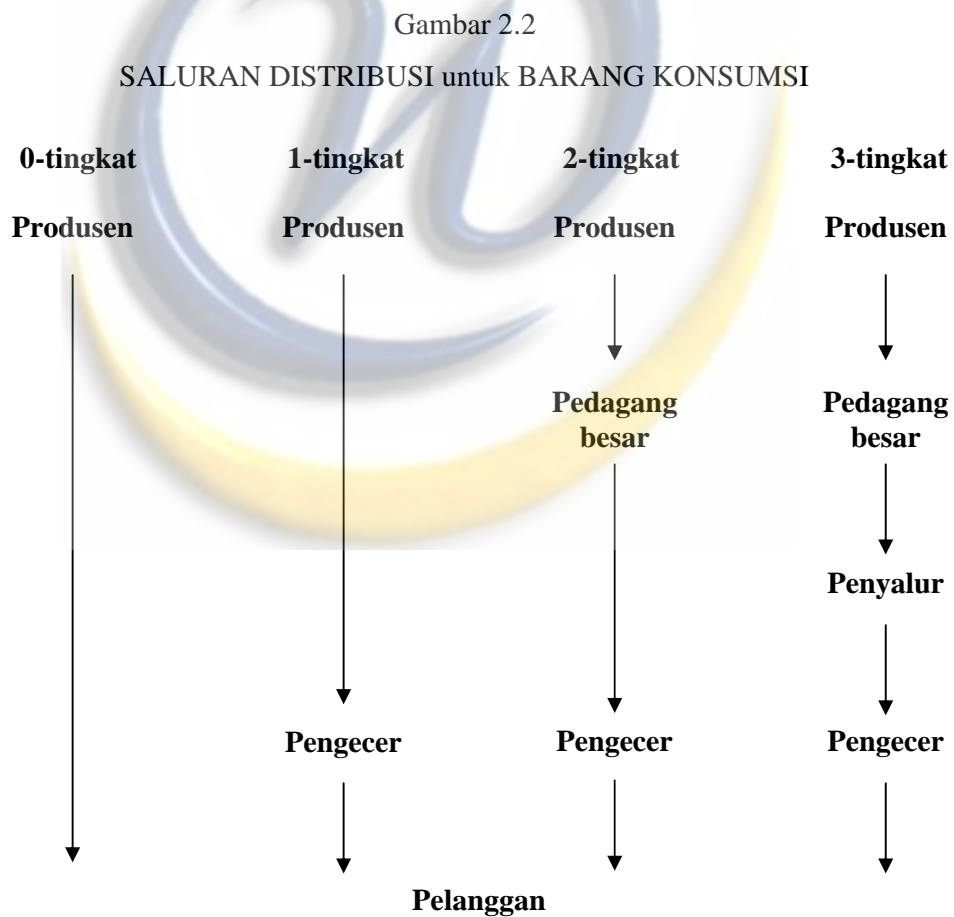 Gambar 2.2
SALURAN DISTRIBUSI untuk BARANG KONSUMSI
0-tingkat 1-tingkat 2-tingkat 3-tingkat
Produsen Produsen Produsen Produsen
Pedagang Pedagang
besar besar
Penyalur
Pengecer Pengecer Pengecer
Pelanggan